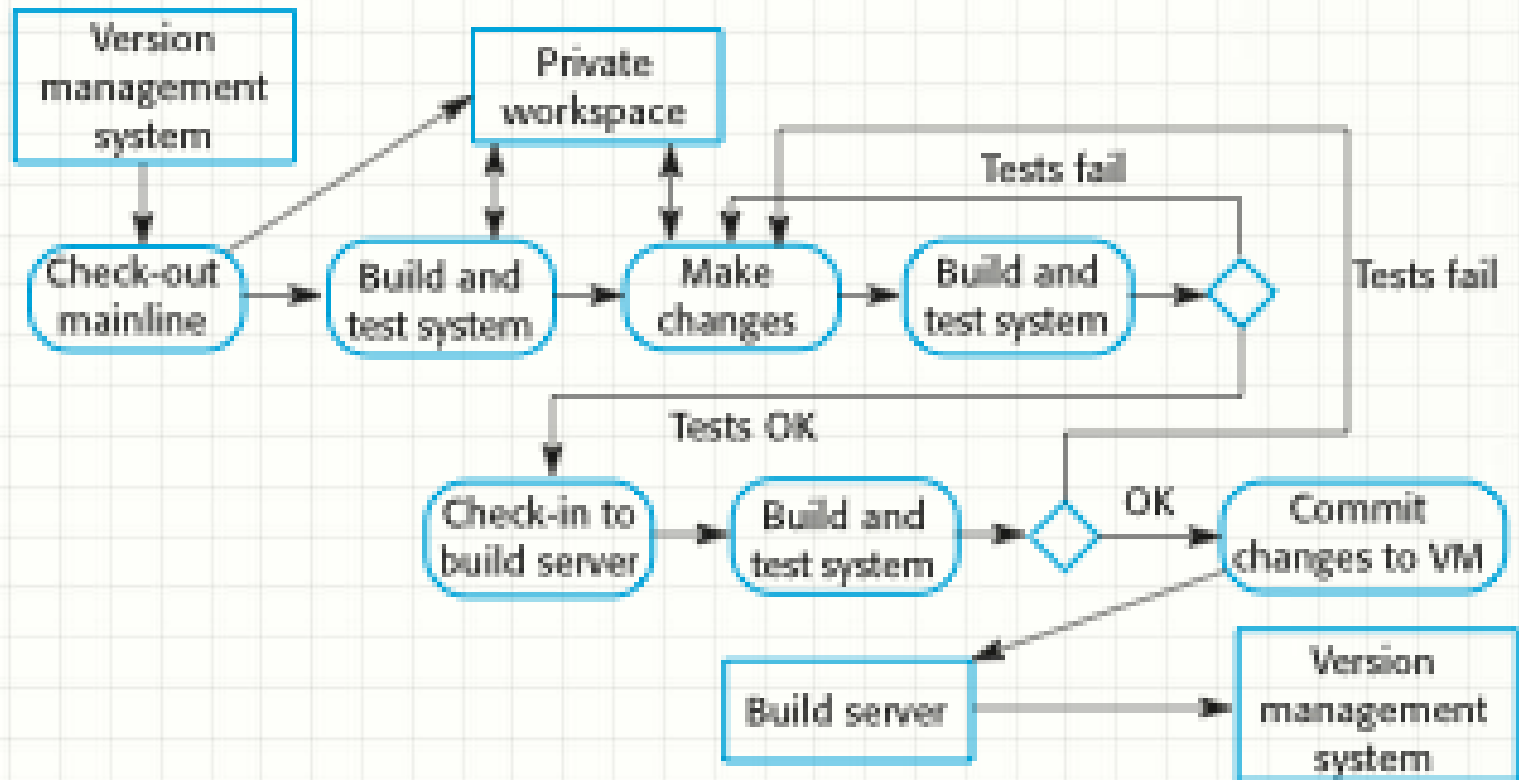 Version
management
system
Private
workspace
Tests fail
Check-out
mainline
Build and
test system
Make
changes
Build and
test system
Tests fail
Tests OK
Check-in to
build server
Build and
test system
OK
Commit
changes to VM
Build server
Version
management
system